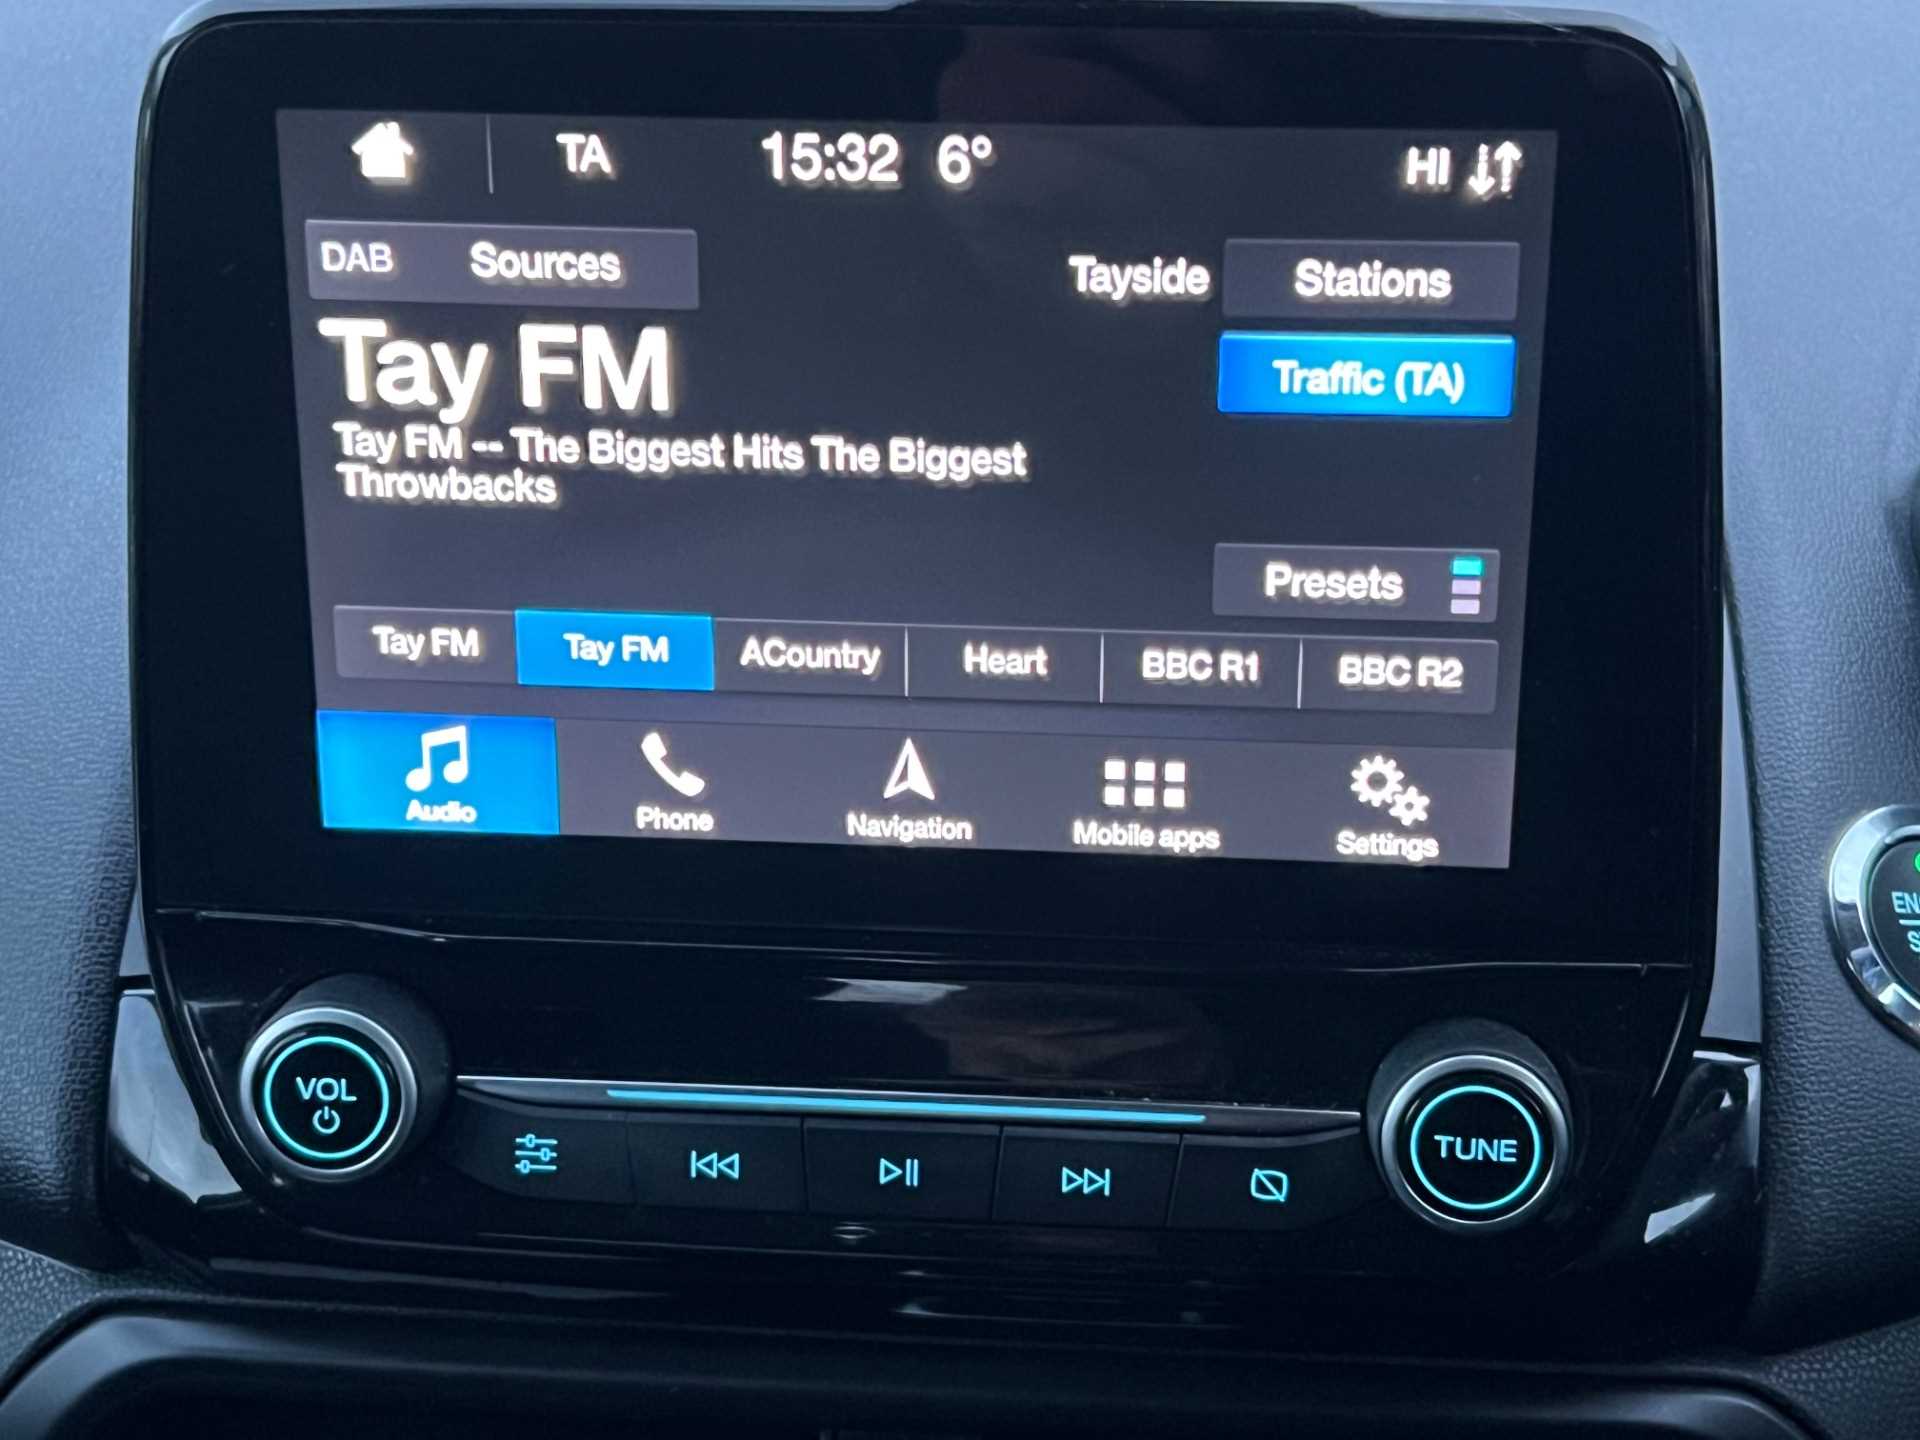 TA 15:32 6° HI
DAB Sources Tayside Stations
Tay FM
Traffic (TA)
Tay FM -- The Biggest Hits The Biggest
Throwbacks
Presets
Tay FM Tay FM ACountry Heart BBC R1 BBC R2
Audio Phone Navigation Mobile apps Settings
VOL
TUNE